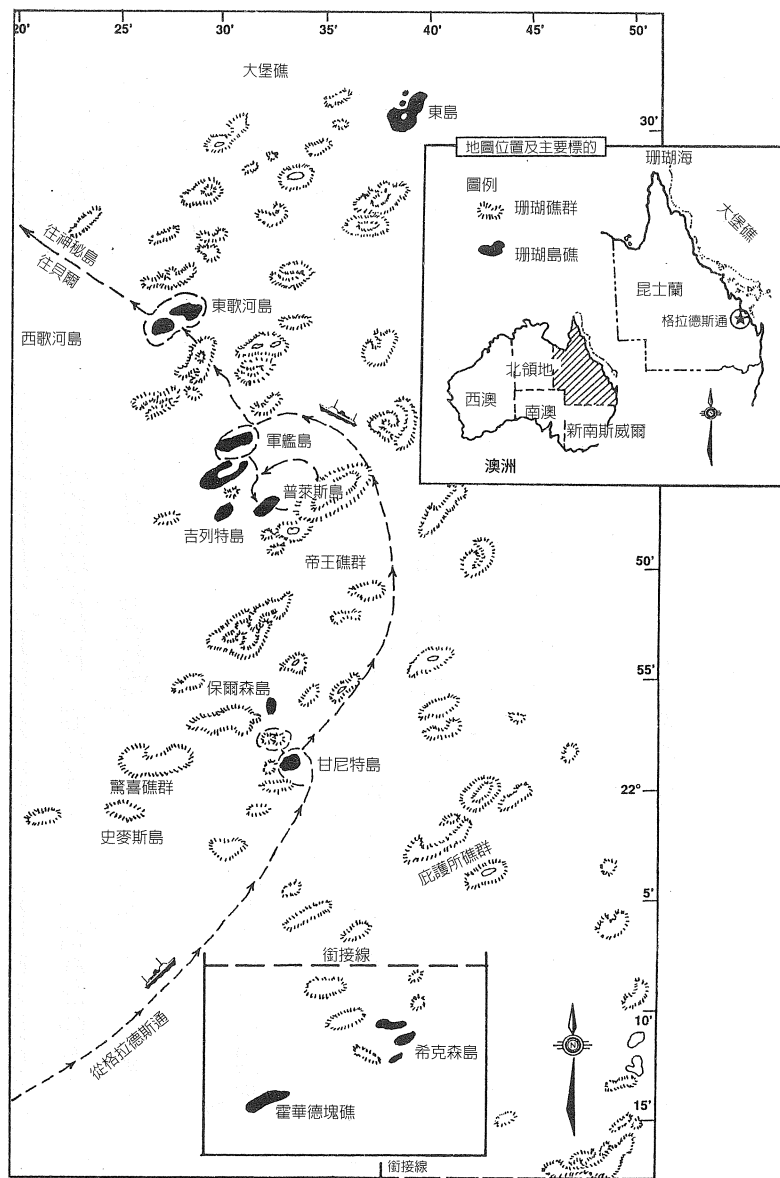 20'
25'
30'
35'
40'
45'
50'
大堡礁
東島
30'
地圖位置及主要標的
圖例
珊瑚礁群
珊瑚島礁
珊瑚海
大堡礁
昆士蘭
格拉德斯通
北領地
西澳
南澳
新南斯威爾
澳洲
N
往神秘島
往貝爾
東歌河島
西歌河島
軍艦島
普萊斯島
吉列特島
帝王礁群
50'
55'
保爾森島
甘尼特島
驚喜礁群
22°
史麥斯島
庇護所礁群
5'
銜接線
從格拉德斯通
希克森島
10'
N
霍華德塊礁
15'
銜接線